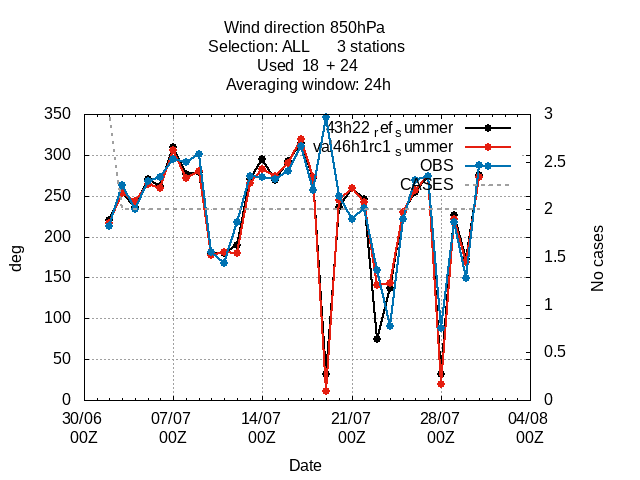 Wind direction 850hPa
Selection: ALL 3 stations
Used 18 + 24
Averaging window: 24h
43h22_ref_summer
val46h1rc1_summer
OBS
CASES
350
300
250
200
150
100
50
0
deg
3
2.5
2
1.5
1
0.5
0
No cases
30/06 07/07 14/07 21/07 28/07 04/08
00Z 00Z 00Z 00Z 00Z 00Z
Date